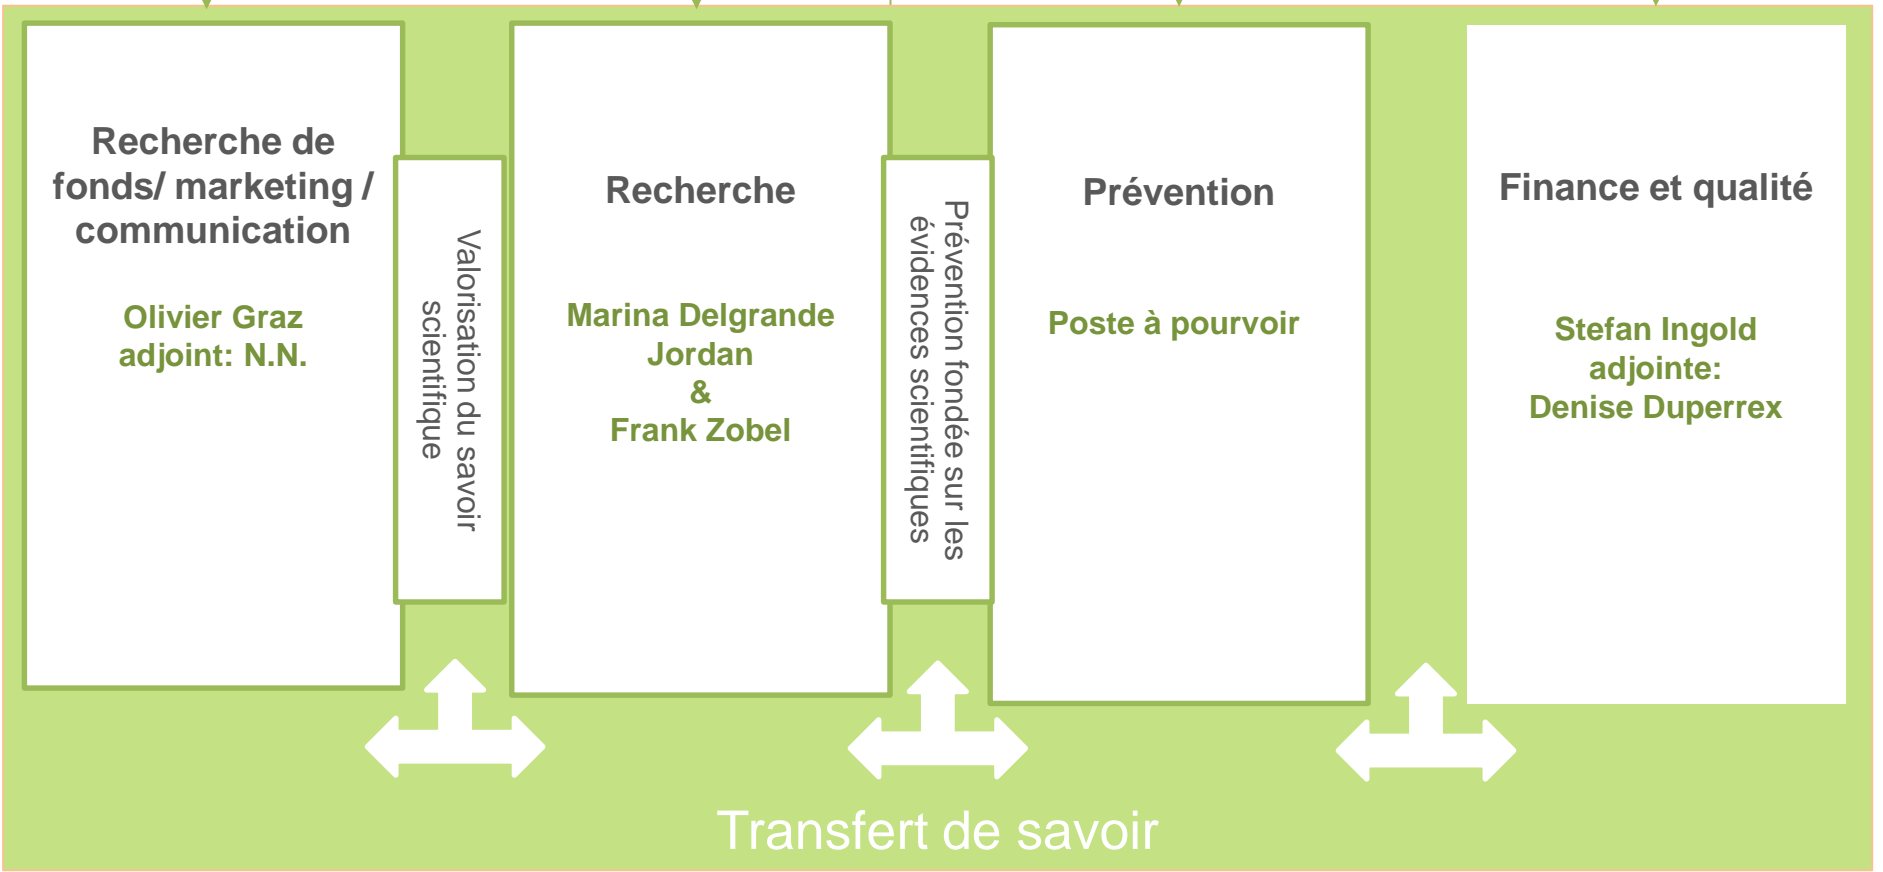 Recherche de
fonds/ marketing /
communication
Olivier Graz
adjoint: N.N.
Valorisation du savoir
scientifique
Recherche
Marina Delgrande
Jordan
&
Frank Zobel
Prévention fondée sur les
évidences scientifiques
Prévention
Poste à pourvoir
Finance et qualité
Stefan Ingold
adjointe:
Denise Duperrex
Transfert de savoir